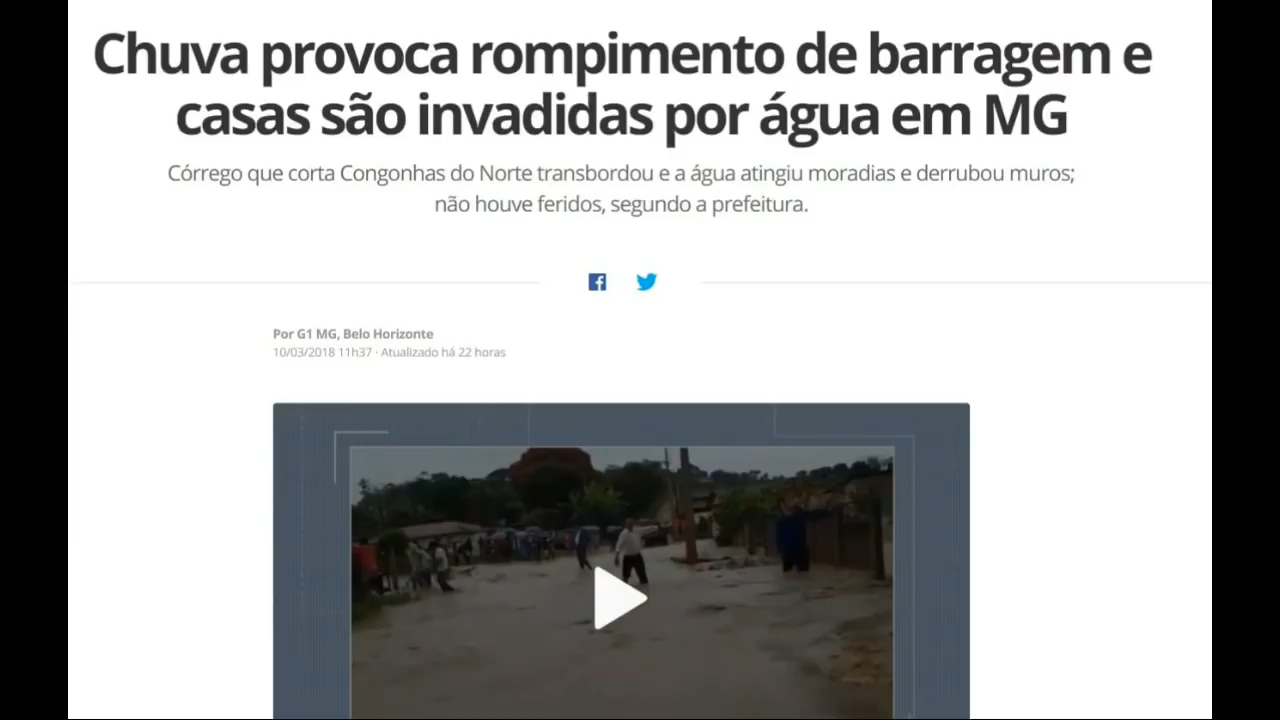 Chuva provoca rompimento de barragem e
casas são invadidas por água em MG
Córrego que corta Congonhas do Norte transbordou e a água atingiu moradias e derrubou muros;
não houve feridos, segundo a prefeitura.
Por G1 MG, Belo Horizonte
10/03/2018 11h37 · Atualizado há 22 horas